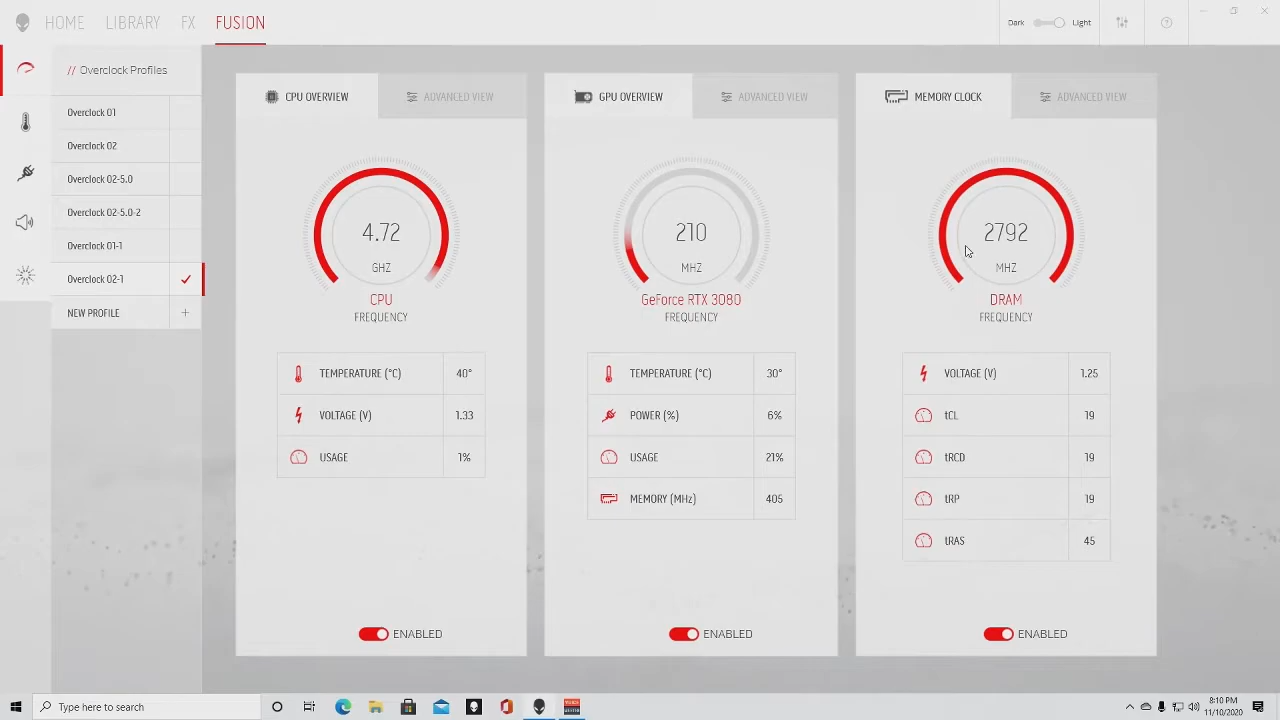 HOME LIBRARY FX FUSION Dark Light
// Overclock Profiles
Overclock 01
Overclock 02
Overclock 02-5.0
Overclock 02-5.0-2
Overclock 01-1
Overclock 02-1
NEW PROFILE +
CPU OVERVIEW ADVANCED VIEW
4.72
GHZ
CPU
FREQUENCY
TEMPERATURE (°C) 40°
VOLTAGE (V) 1.33
USAGE 1%
ENABLED
GPU OVERVIEW ADVANCED VIEW
210
MHZ
GeForce RTX 3080
FREQUENCY
TEMPERATURE (°C) 30°
POWER (%) 6%
USAGE 21%
MEMORY (MHz) 405
ENABLED
MEMORY CLOCK ADVANCED VIEW
2792
MHZ
DRAM
FREQUENCY
VOLTAGE (V) 1.25
tCL 19
tRCD 19
tRP 19
tRAS 45
ENABLED
Type here to search
8:10 PM
11/10/2020